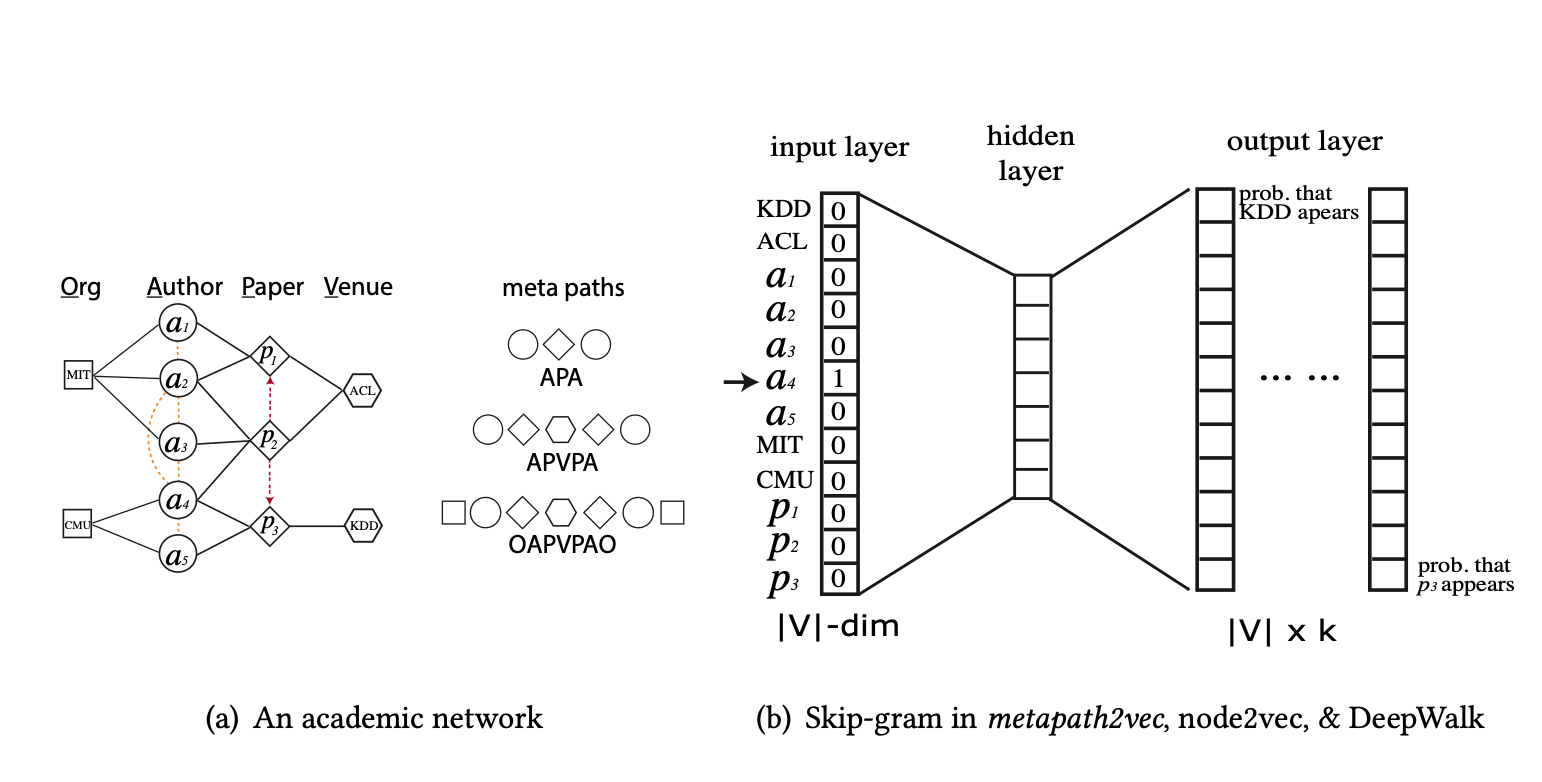 Org Author Paper Venue
MIT
CMU
a1
a2
a3
a4
a5
p1
p2
p3
ACL
KDD
meta paths
APA
APVPA
OAPVPAO
(a) An academic network
input layer
hidden
layer
output layer
KDD 0
ACL 0
a1 0
a2 0
a3 0
a4 1
a5 0
MIT 0
CMU 0
p1 0
p2 0
p3 0
|V|-dim
prob. that
KDD apears
... ...
prob. that
p3 appears
|V| x k
(b) Skip-gram in metapath2vec, node2vec, & DeepWalk